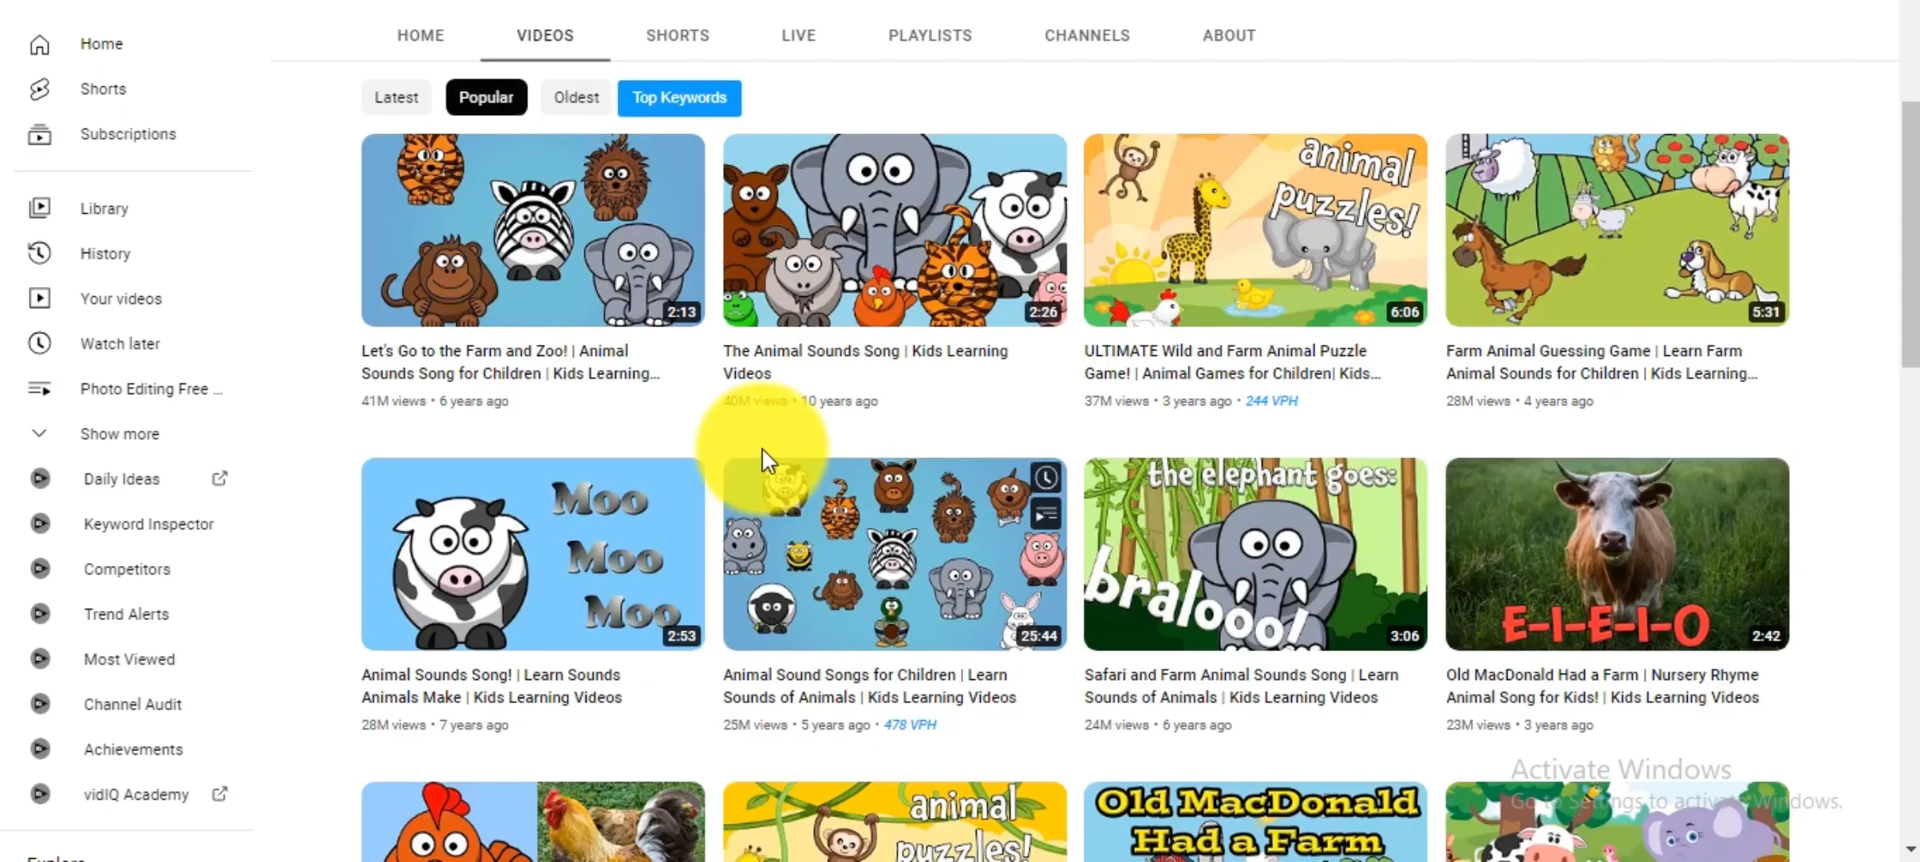 Home
Shorts
Subscriptions
Library
History
Your videos
Watch later
Photo Editing Free ...
Show more
Daily Ideas
Keyword Inspector
Competitors
Trend Alerts
Most Viewed
Channel Audit
Achievements
vidIQ Academy
HOME VIDEOS SHORTS LIVE PLAYLISTS CHANNELS ABOUT
Latest Popular Oldest Top Keywords
2:13
Let's Go to the Farm and Zoo! | Animal
Sounds Song for Children | Kids Learning...
41M views • 6 years ago
2:26
The Animal Sounds Song | Kids Learning
Videos
40M views • 10 years ago
animal
puzzles!
6:06
ULTIMATE Wild and Farm Animal Puzzle
Game! | Animal Games for Children| Kids...
37M views • 3 years ago • 244 VPH
5:31
Farm Animal Guessing Game | Learn Farm
Animal Sounds for Children | Kids Learning...
28M views • 4 years ago
Moo
Moo
Moo
2:53
Animal Sounds Song! | Learn Sounds
Animals Make | Kids Learning Videos
28M views • 7 years ago
25:44
Animal Sound Songs for Children | Learn
Sounds of Animals | Kids Learning Videos
25M views • 5 years ago • 478 VPH
the elephant goes:
bralooo!
3:06
Safari and Farm Animal Sounds Song | Learn
Sounds of Animals | Kids Learning Videos
24M views • 6 years ago
E-I-E-I-O
2:42
Old MacDonald Had a Farm | Nursery Rhyme
Animal Song for Kids! | Kids Learning Videos
23M views • 3 years ago
animal
puzzles!
Old MacDonald
Had a Farm
Activate Windows
Go to Settings to activate Windows.